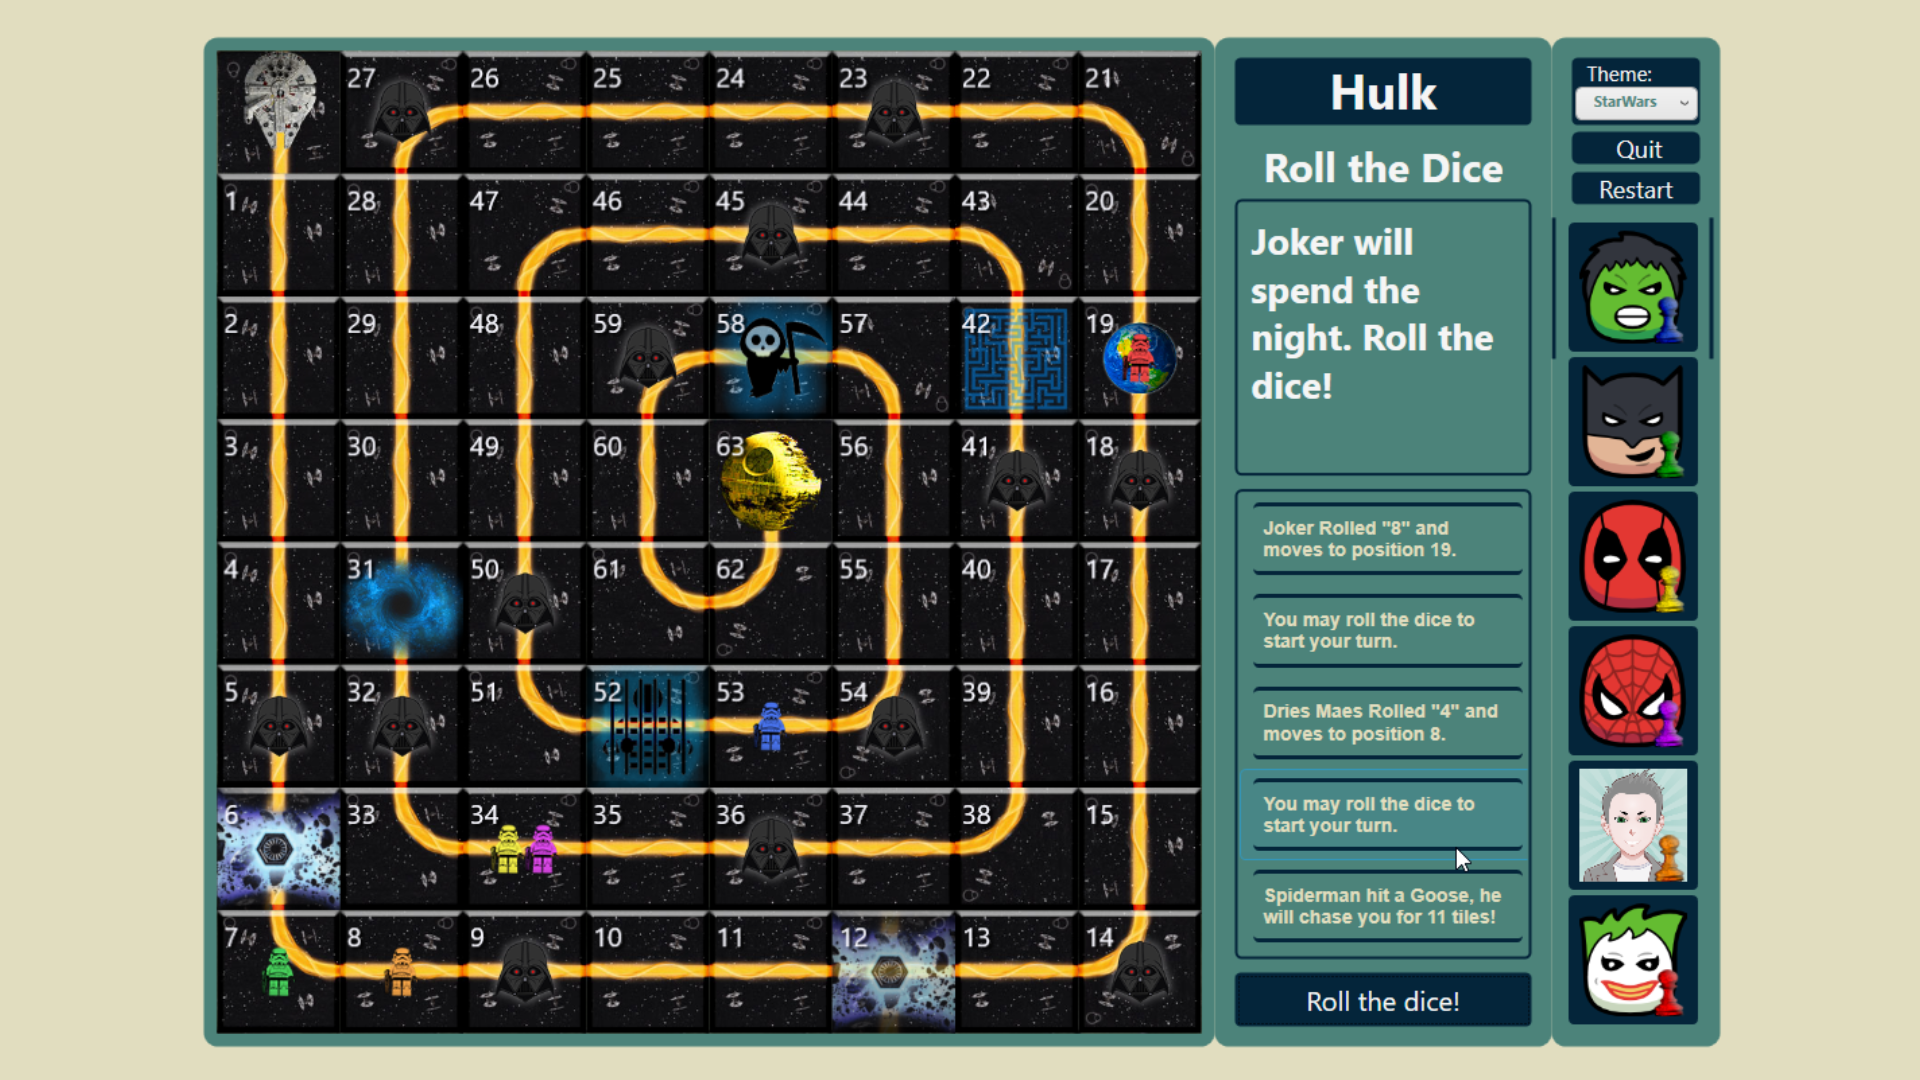 27 26 25 24 23 22 21
1 28 47 46 45 44 43 20
2 29 48 59 58 57 42 19
3 30 49 60 63 56 41 18
4 31 50 61 62 55 40 17
5 32 51 52 53 54 39 16
6 33 34 35 36 37 38 15
7 8 9 10 11 12 13 14
Hulk
Roll the Dice
Joker will
spend the
night. Roll the
dice!
Joker Rolled "8" and
moves to position 19.
You may roll the dice to
start your turn.
Dries Maes Rolled "4" and
moves to position 8.
You may roll the dice to
start your turn.
Spiderman hit a Goose, he
will chase you for 11 tiles!
Roll the dice!
Theme:
StarWars
Quit
Restart